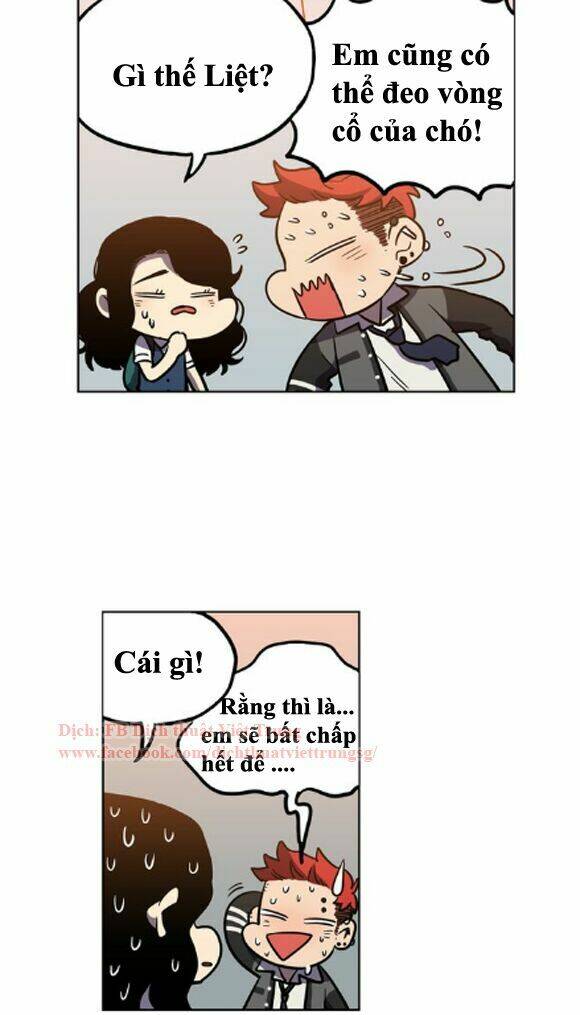 Gì thế Liệt?
Em cũng có
thể đeo vòng
cổ của chó!
Cái gì!
Rằng thì là...
em sẽ bất chấp
hết để ....
Dịch: FB Dịch thuật Việt Trung
www.facebook.com/dichthuatviettrungsg/